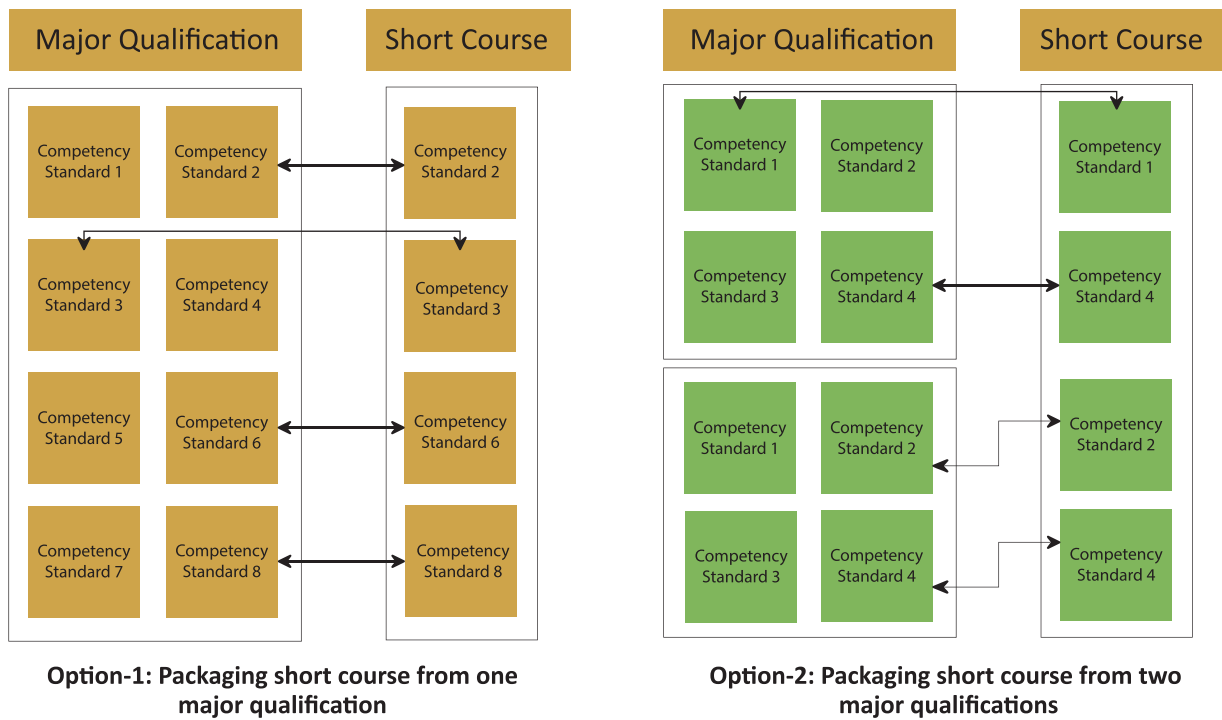 Major Qualification
Short Course
Competency
Standard 1
Competency
Standard 2
Competency
Standard 2
Competency
Standard 3
Competency
Standard 4
Competency
Standard 3
Competency
Standard 5
Competency
Standard 6
Competency
Standard 6
Competency
Standard 7
Competency
Standard 8
Competency
Standard 8
Option-1: Packaging short course from one
major qualification
Major Qualification
Short Course
Competency
Standard 1
Competency
Standard 2
Competency
Standard 1
Competency
Standard 3
Competency
Standard 4
Competency
Standard 4
Competency
Standard 1
Competency
Standard 2
Competency
Standard 2
Competency
Standard 3
Competency
Standard 4
Competency
Standard 4
Option-2: Packaging short course from two
major qualifications